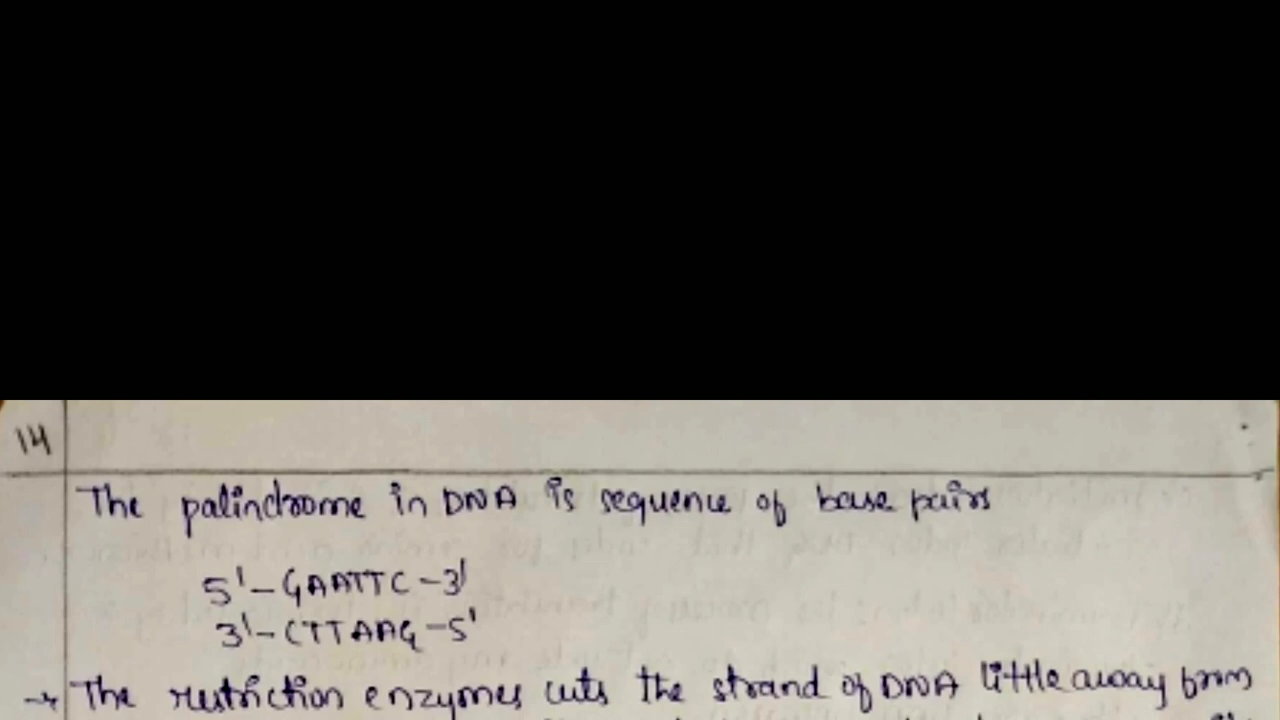 14
The palindrome in DNA is sequence of base pairs
5'-GAATTC-3'
3'-CTTAAG-5'
→ The restriction enzymes cuts the strand of DNA little away from